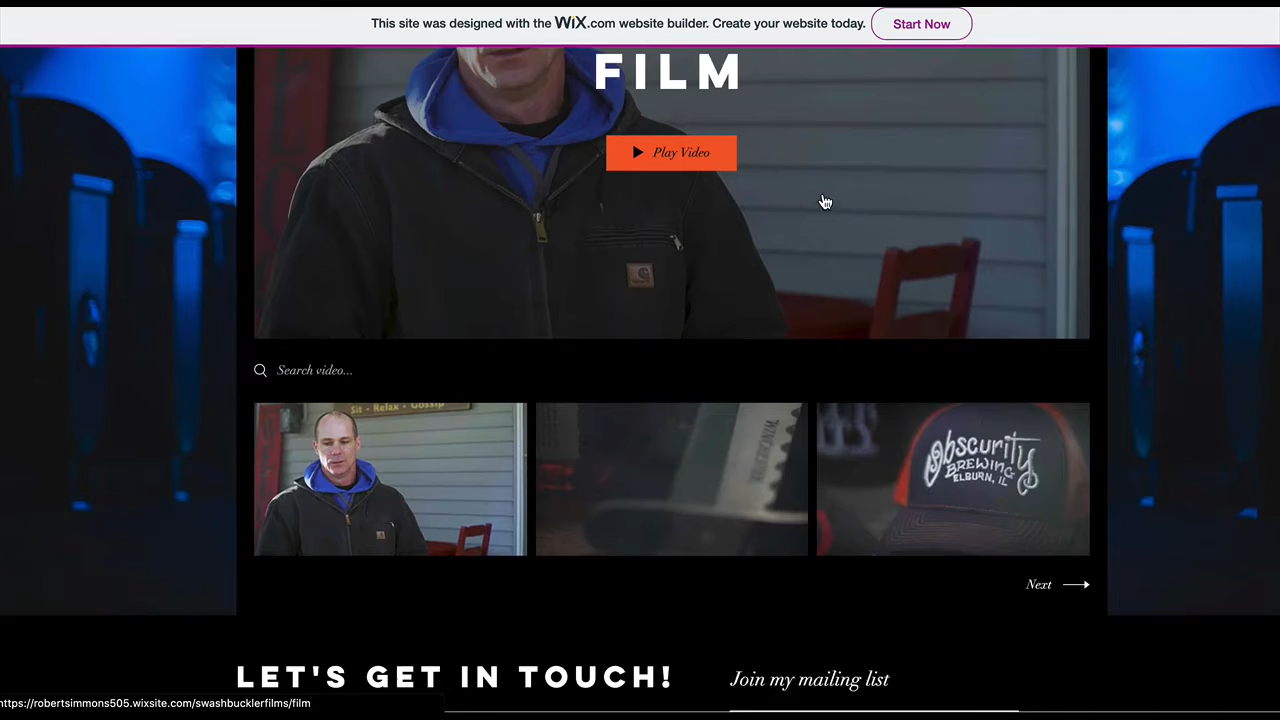 This site was designed with the WiX.com website builder. Create your website today. Start Now
FILM
Play Video
Search video...
Sit • Relax • Gossip
WINCHESTER
Obscurity
BREWING
ELBURN, IL
Next
LET'S GET IN TOUCH!
Join my mailing list
https://robertsimmons505.wixsite.com/swashbucklerfilms/film